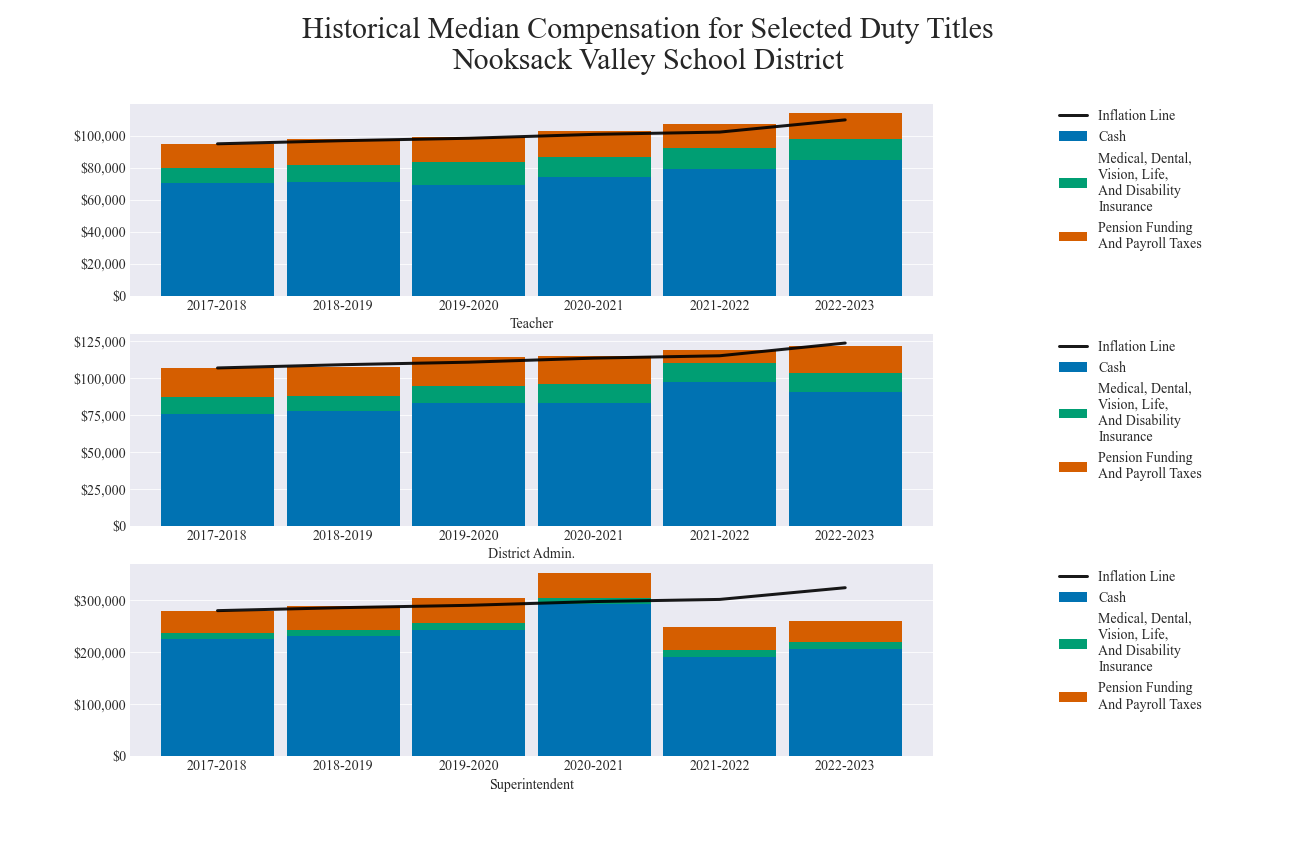 Historical Median Compensation for Selected Duty Titles
Nooksack Valley School District
$100,000
$80,000
$60,000
$40,000
$20,000
$0
2017-2018
2018-2019
2019-2020
2020-2021
2021-2022
2022-2023
Teacher
Inflation Line
Cash
Medical, Dental,
Vision, Life,
And Disability
Insurance
Pension Funding
And Payroll Taxes
$125,000
$100,000
$75,000
$50,000
$25,000
$0
2017-2018
2018-2019
2019-2020
2020-2021
2021-2022
2022-2023
District Admin.
Inflation Line
Cash
Medical, Dental,
Vision, Life,
And Disability
Insurance
Pension Funding
And Payroll Taxes
$300,000
$200,000
$100,000
$0
2017-2018
2018-2019
2019-2020
2020-2021
2021-2022
2022-2023
Superintendent
Inflation Line
Cash
Medical, Dental,
Vision, Life,
And Disability
Insurance
Pension Funding
And Payroll Taxes